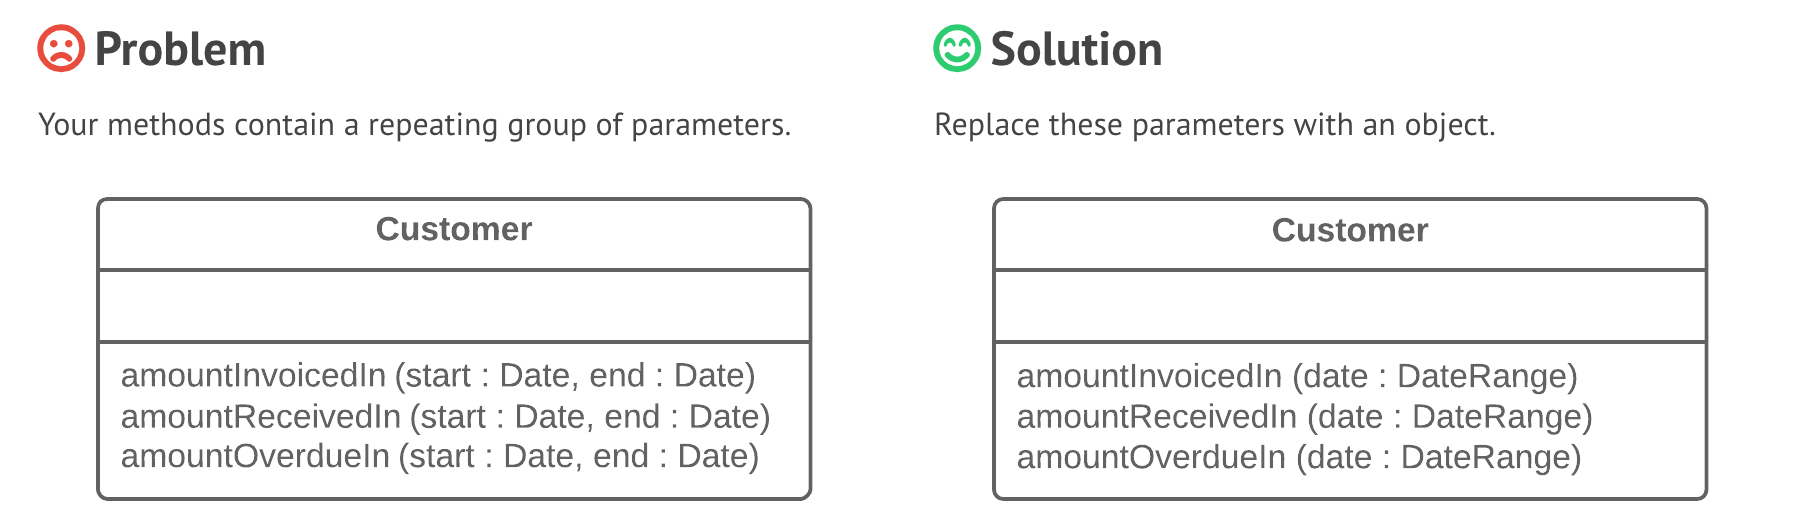 Problem
Your methods contain a repeating group of parameters.
Customer
amountInvoicedIn (start : Date, end : Date)
amountReceivedIn (start : Date, end : Date)
amountOverdueIn (start : Date, end : Date)
Solution
Replace these parameters with an object.
Customer
amountInvoicedIn (date : DateRange)
amountReceivedIn (date : DateRange)
amountOverdueIn (date : DateRange)